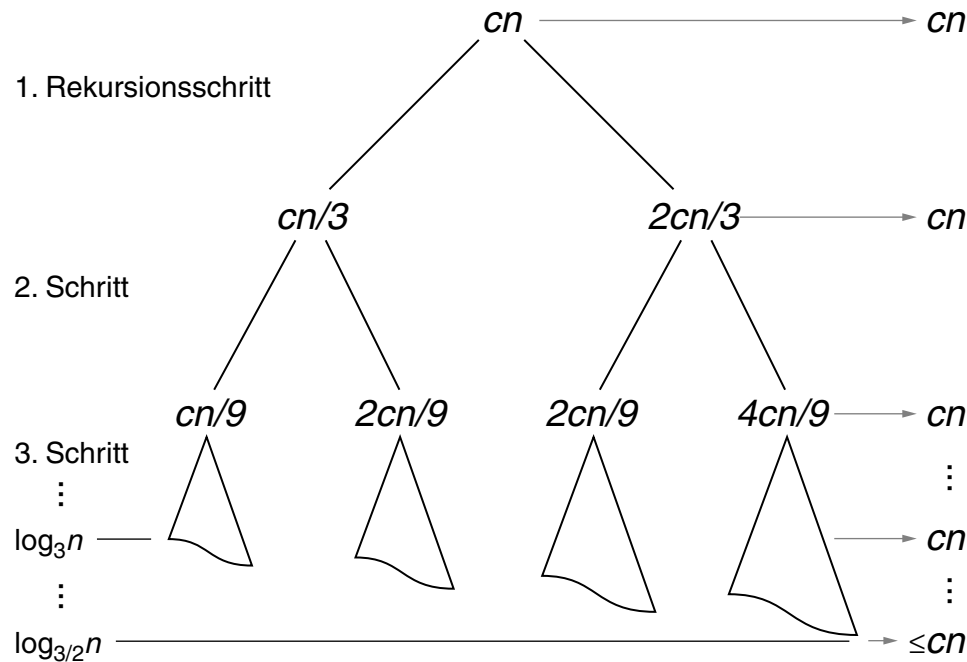 cn cn
1. Rekursionsschritt
cn/3 2cn/3 cn
2. Schritt
cn/9 2cn/9 2cn/9 4cn/9 cn
3. Schritt
⋮ ⋮
log₃n cn
⋮ ⋮
log₃/₂n ≤cn